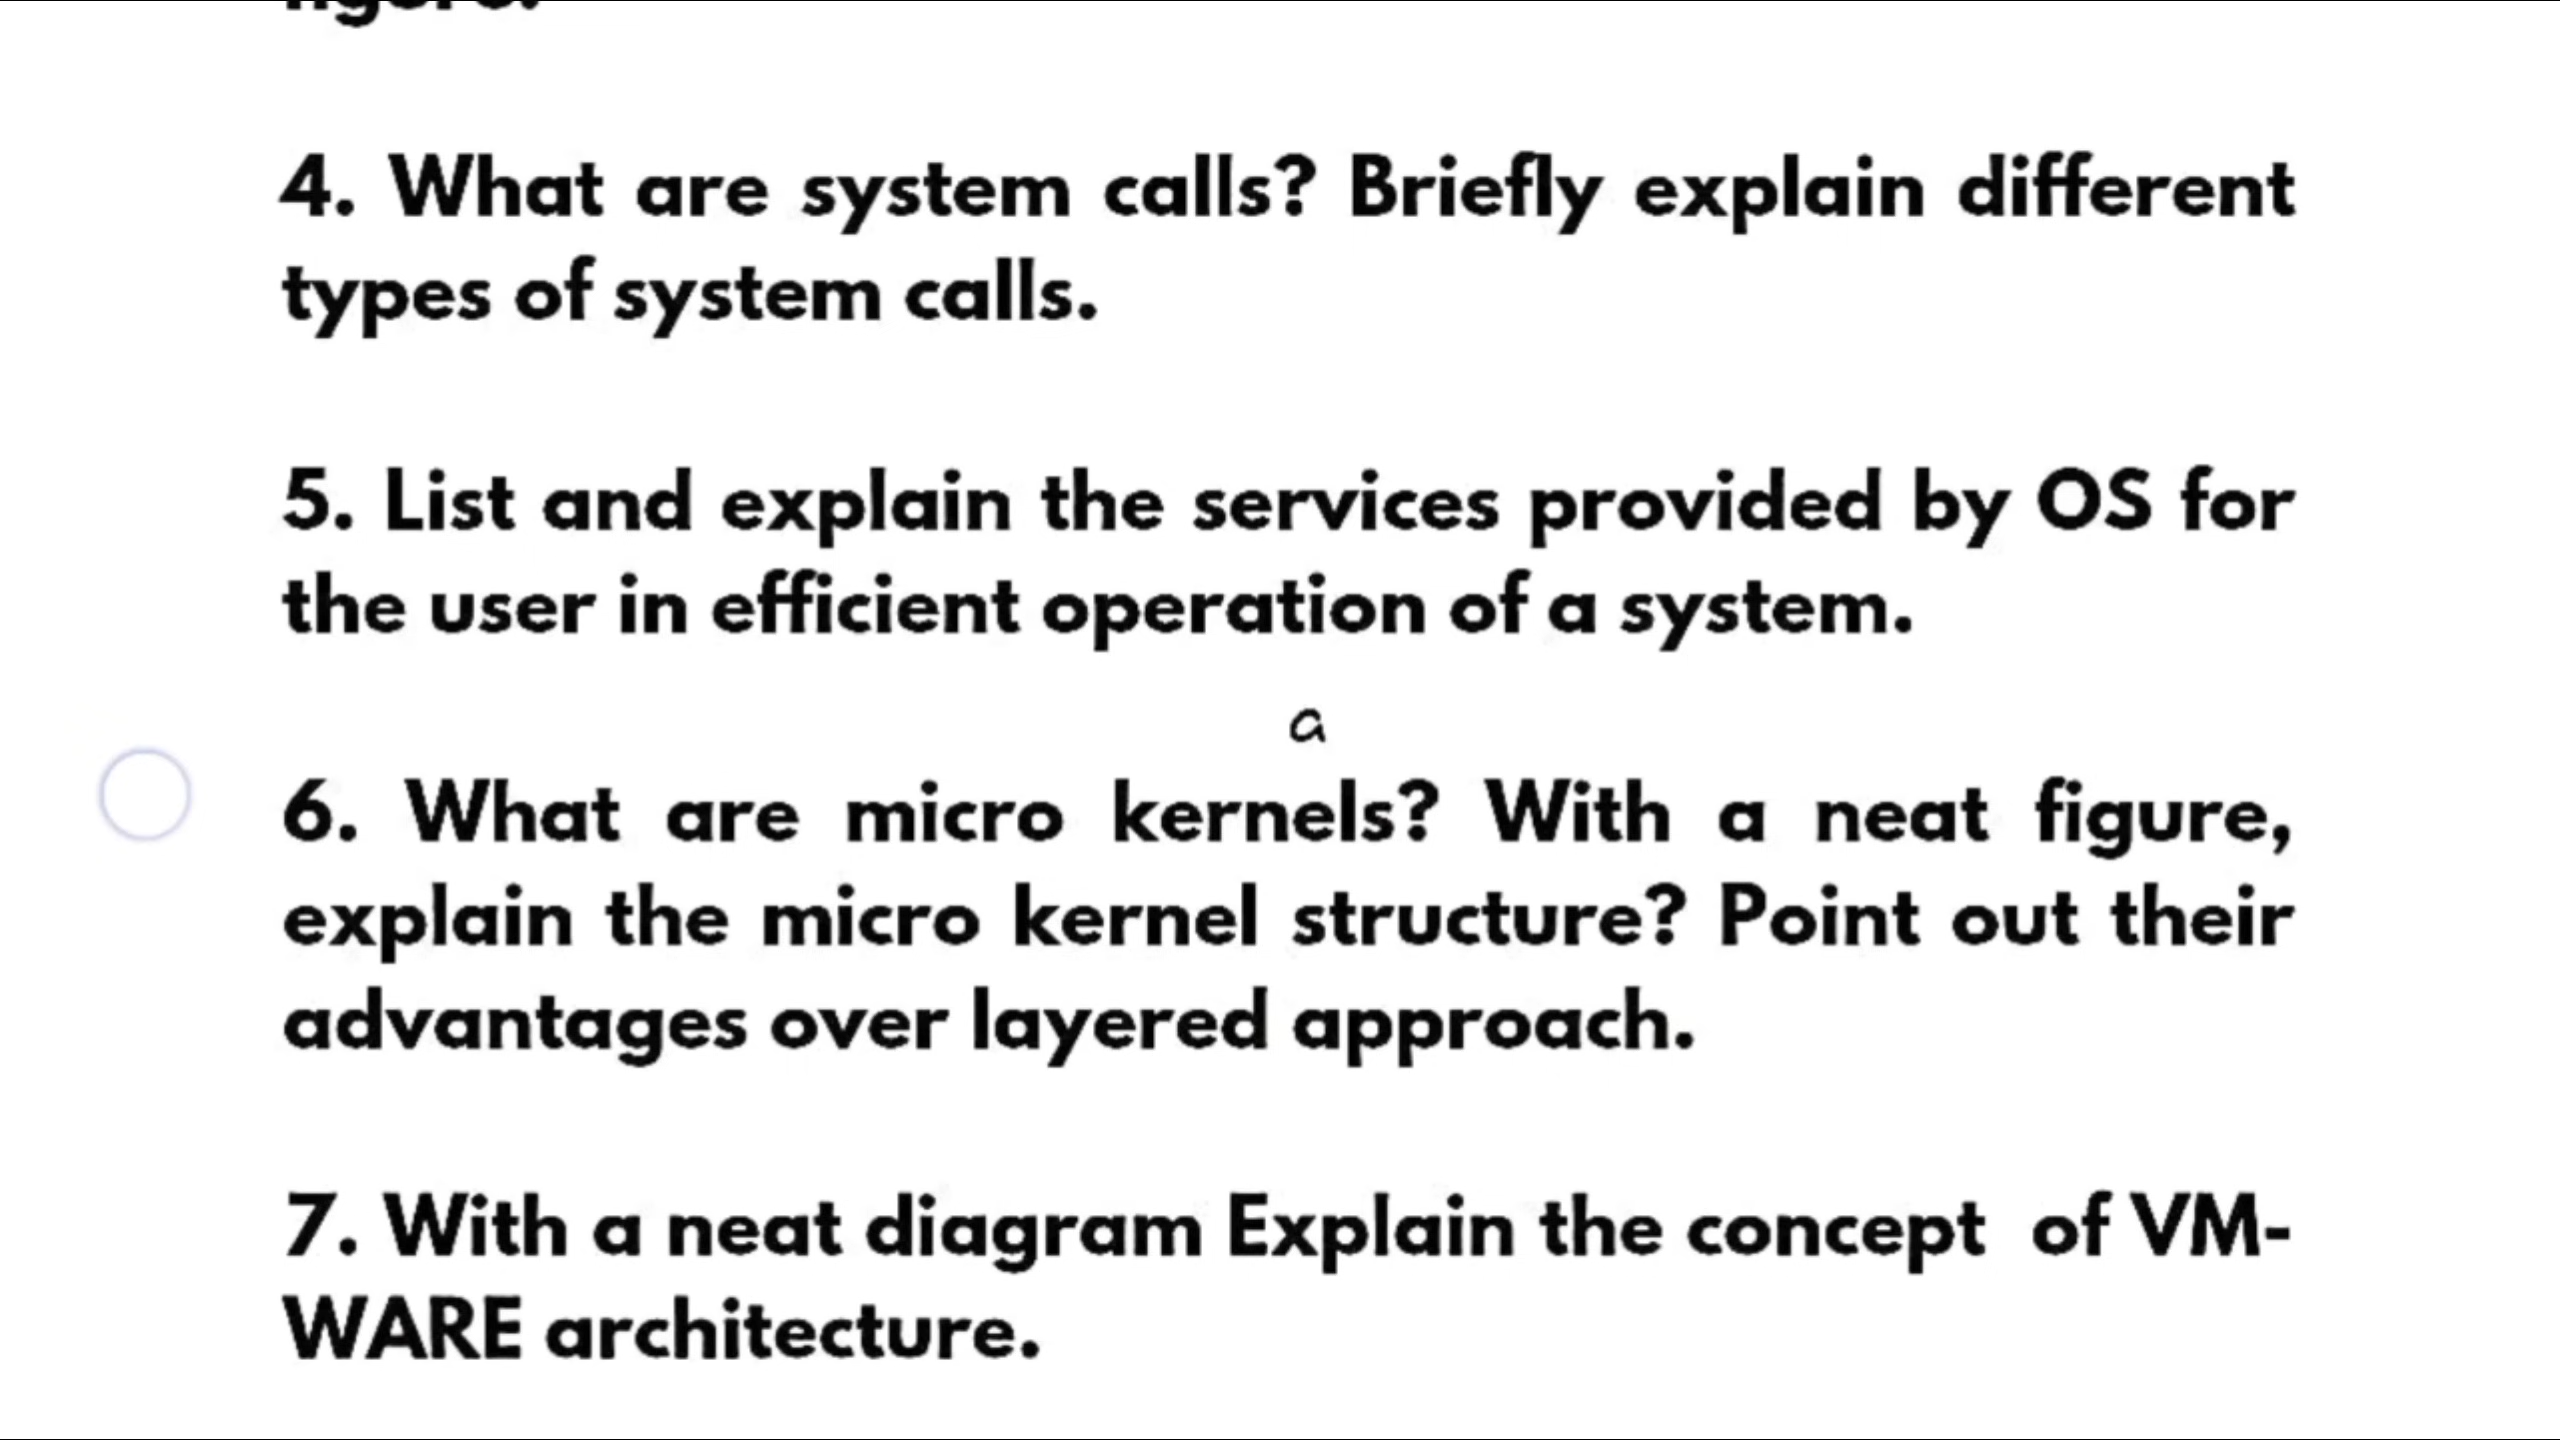 figure.
4. What are system calls? Briefly explain different
types of system calls.
5. List and explain the services provided by OS for
the user in efficient operation of a system.
a
6. What are micro kernels? With a neat figure,
explain the micro kernel structure? Point out their
advantages over layered approach.
7. With a neat diagram Explain the concept of VM-
WARE architecture.